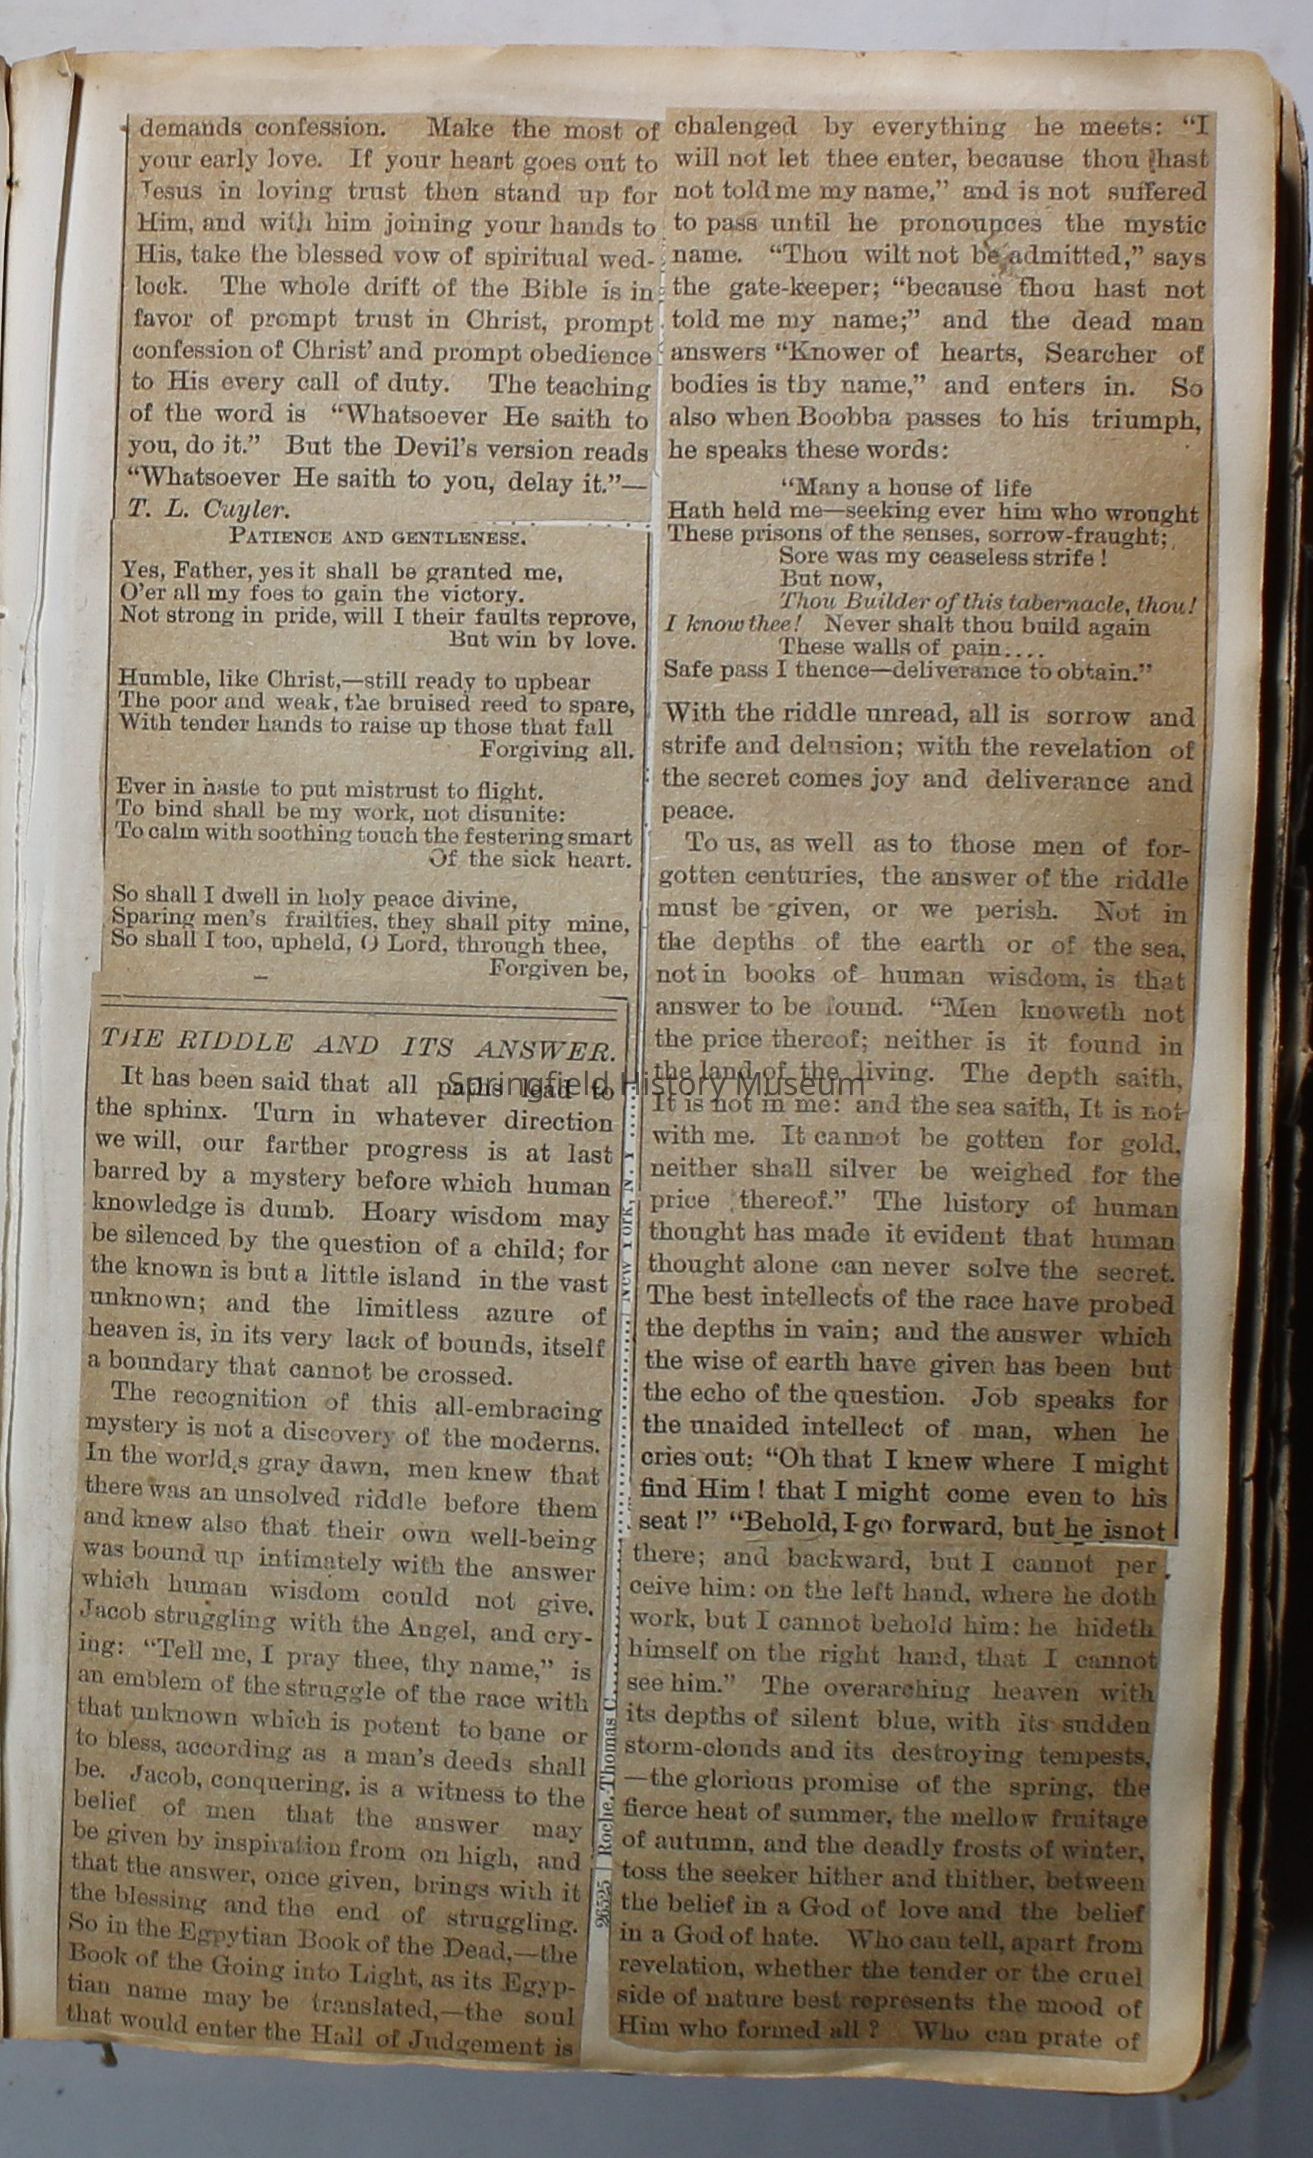 demands confession. Make the most of
your early love. If your heart goes out to
Jesus in loving trust then stand up for
Him, and with him joining your hands to
His, take the blessed vow of spiritual wed-
lock. The whole drift of the Bible is in
favor of prompt trust in Christ, prompt
confession of Christ' and prompt obedience
to His every call of duty. The teaching
of the word is "Whatsoever He saith to
you, do it." But the Devil's version reads
"Whatsoever He saith to you, delay it."—
T. L. Cuyler.
PATIENCE AND GENTLENESS.
Yes, Father, yes it shall be granted me,
O'er all my foes to gain the victory.
Not strong in pride, will I their faults reprove,
But win by love.
Humble, like Christ,—still ready to upbear
The poor and weak, the bruised reed to spare,
With tender hands to raise up those that fall
Forgiving all.
Ever in haste to put mistrust to flight.
To bind shall be my work, not disunite:
To calm with soothing touch the festering smart
Of the sick heart.
So shall I dwell in holy peace divine,
Sparing men's frailties, they shall pity mine,
So shall I too, upheld, O Lord, through thee,
Forgiven be,
THE RIDDLE AND ITS ANSWER.
It has been said that all paths lead to
the sphinx. Turn in whatever direction
we will, our farther progress is at last
barred by a mystery before which human
knowledge is dumb. Hoary wisdom may
be silenced by the question of a child; for
the known is but a little island in the vast
unknown; and the limitless azure of
heaven is, in its very lack of bounds, itself
a boundary that cannot be crossed.
The recognition of this all-embracing
mystery is not a discovery of the moderns.
In the world,s gray dawn, men knew that
there was an unsolved riddle before them
and knew also that their own well-being
was bound up intimately with the answer
which human wisdom could not give.
Jacob struggling with the Angel, and cry-
ing: "Tell me, I pray thee, thy name," is
an emblem of the struggle of the race with
that unknown which is potent to bane or
to bless, according as a man's deeds shall
be. Jacob, conquering, is a witness to the
belief of men that the answer may
be given by inspiration from on high, and
that the answer, once given, brings with it
the blessing and the end of struggling.
So in the Egpytian Book of the Dead,—the
Book of the Going into Light, as its Egyp-
tian name may be translated,—the soul
that would enter the Hall of Judgement is
26525 | Roche, Thomas C. New York, N. Y
chalenged by everything he meets: "I
will not let thee enter, because thou hast
not told me my name," and is not suffered
to pass until he pronounces the mystic
name. "Thou wilt not be admitted," says
the gate-keeper; "because thou hast not
told me my name;" and the dead man
answers "Knower of hearts, Searcher of
bodies is thy name," and enters in. So
also when Boobba passes to his triumph,
he speaks these words:
"Many a house of life
Hath held me—seeking ever him who wrought
These prisons of the senses, sorrow-fraught;
Sore was my ceaseless strife!
But now,
Thou Builder of this tabernacle, thou!
I know thee! Never shalt thou build again
These walls of pain....
Safe pass I thence—deliverance to obtain."
With the riddle unread, all is sorrow and
strife and delusion; with the revelation of
the secret comes joy and deliverance and
peace.
To us, as well as to those men of for-
gotten centuries, the answer of the riddle
must be given, or we perish. Not in
the depths of the earth or of the sea,
not in books of human wisdom, is that
answer to be found. "Men knoweth not
the price thereof; neither is it found in
the land of the living. The depth saith,
It is not in me: and the sea saith, It is not
with me. It cannot be gotten for gold,
neither shall silver be weighed for the
price thereof." The history of human
thought has made it evident that human
thought alone can never solve the secret.
The best intellects of the race have probed
the depths in vain; and the answer which
the wise of earth have given has been but
the echo of the question. Job speaks for
the unaided intellect of man, when he
cries out: "Oh that I knew where I might
find Him! that I might come even to his
seat!" "Behold, I go forward, but he isnot
there; and backward, but I cannot per
ceive him: on the left hand, where he doth
work, but I cannot behold him: he hideth
himself on the right hand, that I cannot
see him." The overarching heaven with
its depths of silent blue, with its sudden
storm-clouds and its destroying tempests,
—the glorious promise of the spring, the
fierce heat of summer, the mellow fruitage
of autumn, and the deadly frosts of winter,
toss the seeker hither and thither, between
the belief in a God of love and the belief
in a God of hate. Who can tell, apart from
revelation, whether the tender or the cruel
side of nature best represents the mood of
Him who formed all? Who can prate of
Springfield History Museum